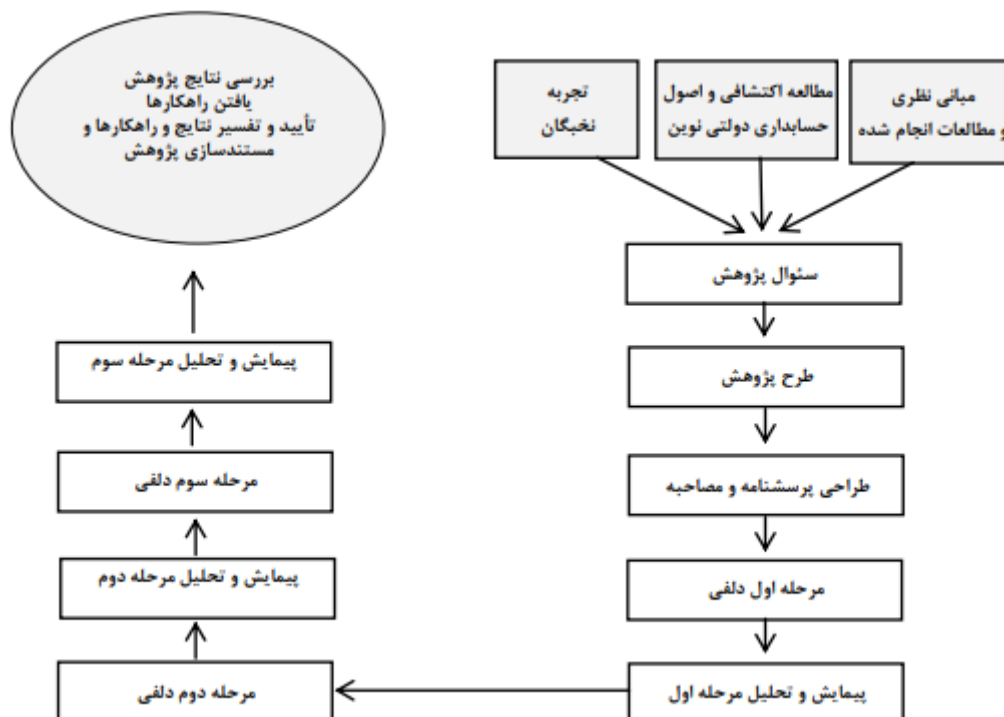 مبانی نظری
و مطالعات انجام شده
مطالعه اکتشافی و اصول
حسابداری دولتی نوین
تجربه
نخبگان
سئوال پژوهش
طرح پژوهش
طراحی پرسشنامه و مصاحبه
مرحله اول دلفی
پیمایش و تحلیل مرحله اول
مرحله دوم دلفی
پیمایش و تحلیل مرحله دوم
مرحله سوم دلفی
پیمایش و تحلیل مرحله سوم
بررسی نتایج پژوهش
یافتن راهکارها
تأیید و تفسیر نتایج و راهکارها و
مستندسازی پژوهش